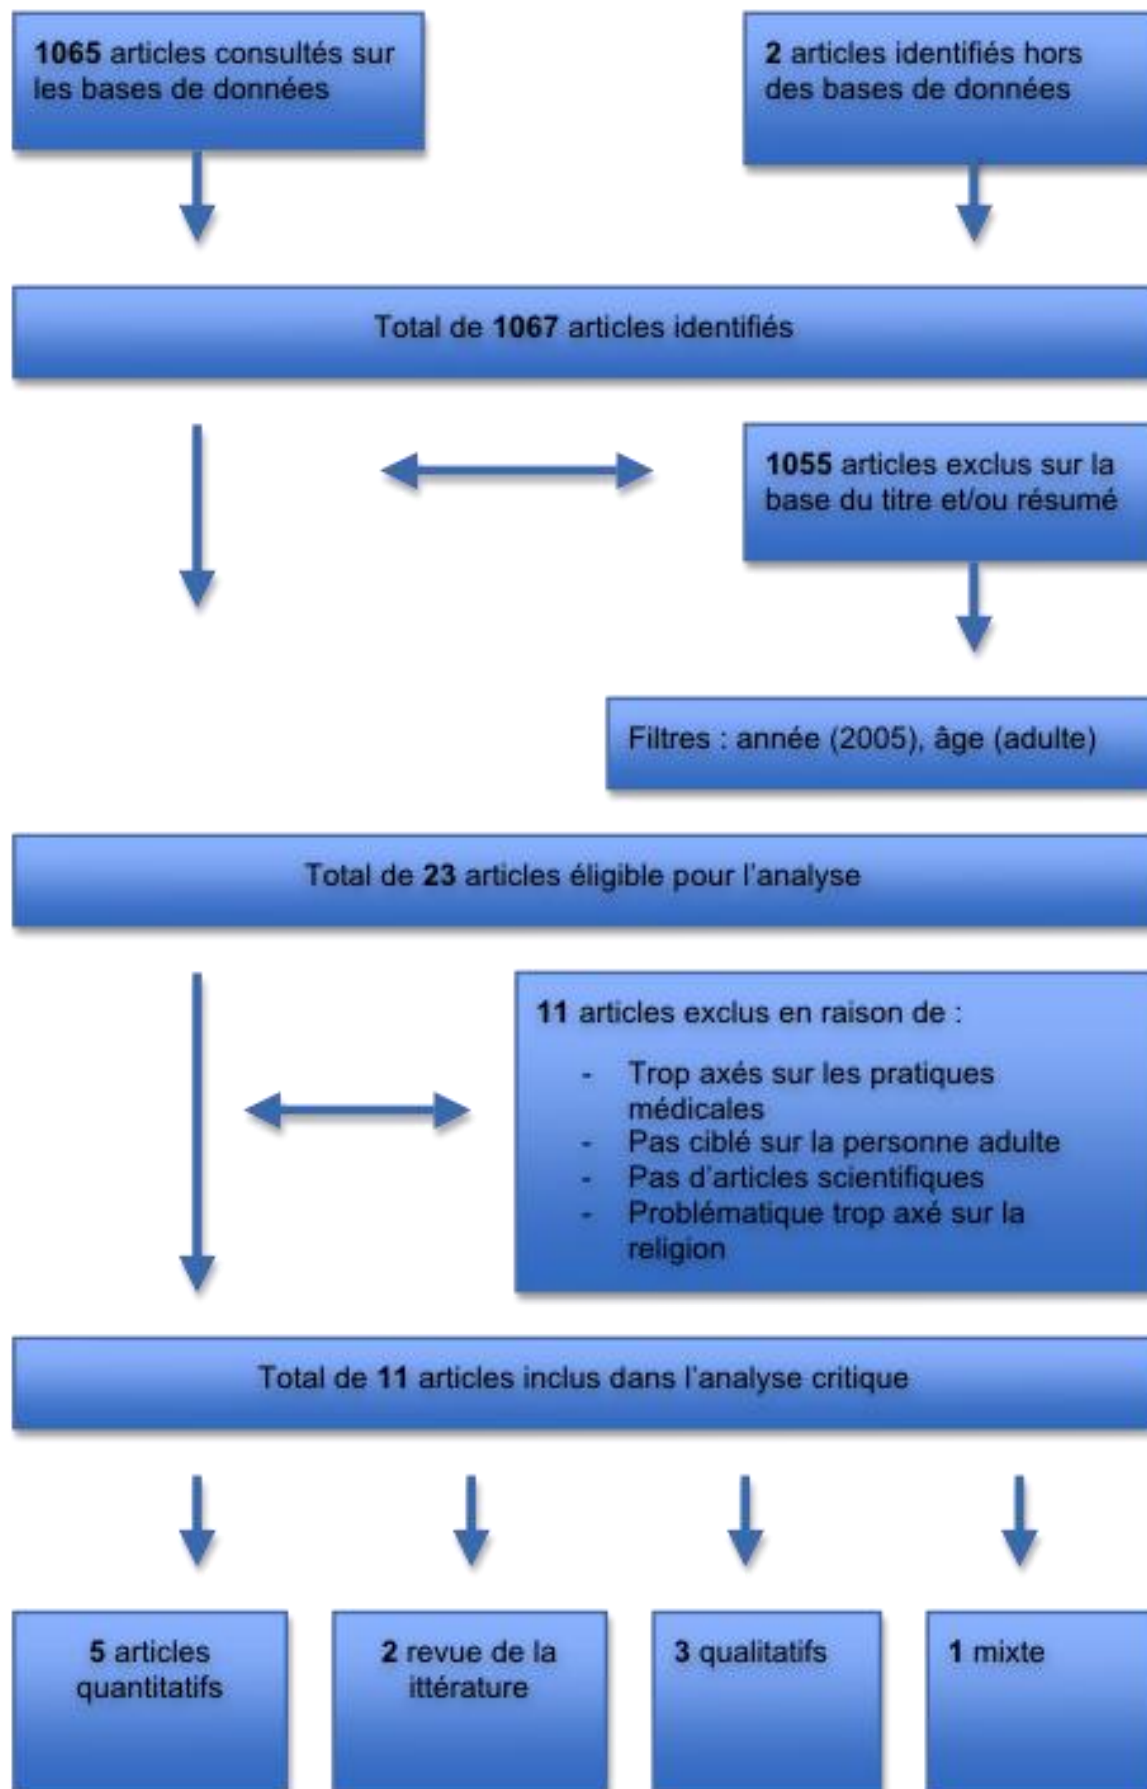 1065 articles consultés sur
les bases de données
2 articles identifiés hors
des bases de données
Total de 1067 articles identifiés
1055 articles exclus sur la
base du titre et/ou résumé
Filtres : année (2005), âge (adulte)
Total de 23 articles éligible pour l'analyse
11 articles exclus en raison de :
- Trop axés sur les pratiques
médicales
- Pas ciblé sur la personne adulte
- Pas d'articles scientifiques
- Problématique trop axé sur la
religion
Total de 11 articles inclus dans l'analyse critique
5 articles
quantitatifs
2 revue de la
ittérature
3 qualitatifs
1 mixte